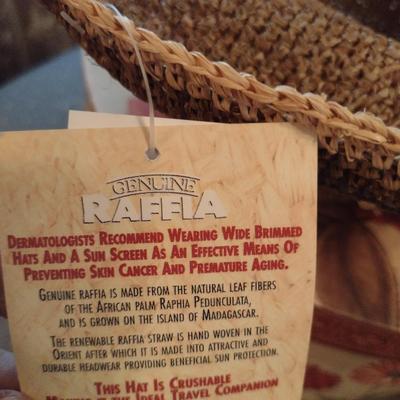 GENUINE
RAFFIA
DERMATOLOGISTS RECOMMEND WEARING WIDE BRIMMED
HATS AND A SUN SCREEN AS AN EFFECTIVE MEANS OF
PREVENTING SKIN CANCER AND PREMATURE AGING.
GENUINE RAFFIA IS MADE FROM THE NATURAL LEAF FIBERS
OF THE AFRICAN PALM RAPHIA PEDUNCULATA,
AND IS GROWN ON THE ISLAND OF MADAGASCAR.
THE RENEWABLE RAFFIA STRAW IS HAND WOVEN IN THE
ORIENT AFTER WHICH IT IS MADE INTO ATTRACTIVE AND
DURABLE HEADWEAR PROVIDING BENEFICIAL SUN PROTECTION.
THIS HAT IS CRUSHABLE
MAKING IT THE IDEAL TRAVEL COMPANION